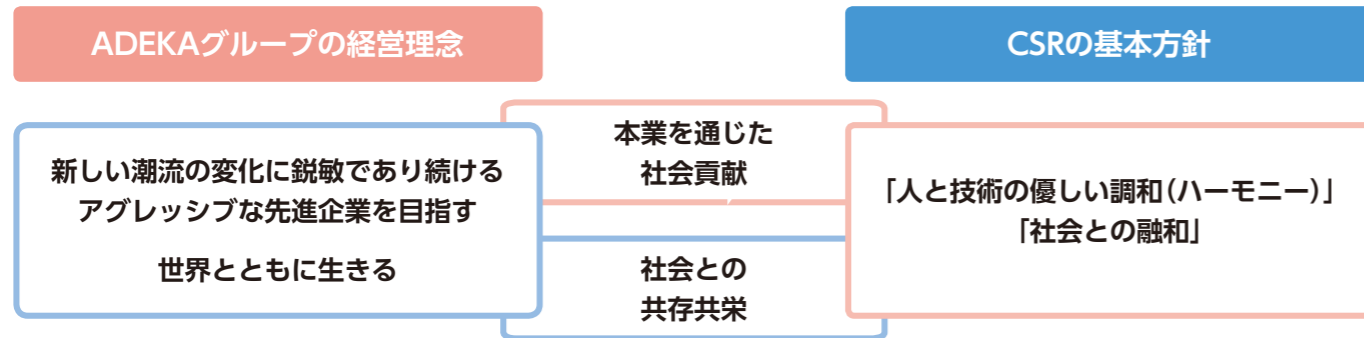 ADEKAグループの経営理念
CSRの基本方針
新しい潮流の変化に鋭敏であり続ける
アグレッシブな先進企業を目指す
世界とともに生きる
本業を通じた
社会貢献
社会との
共存共栄
「人と技術の優しい調和(ハーモニー)」
「社会との融和」